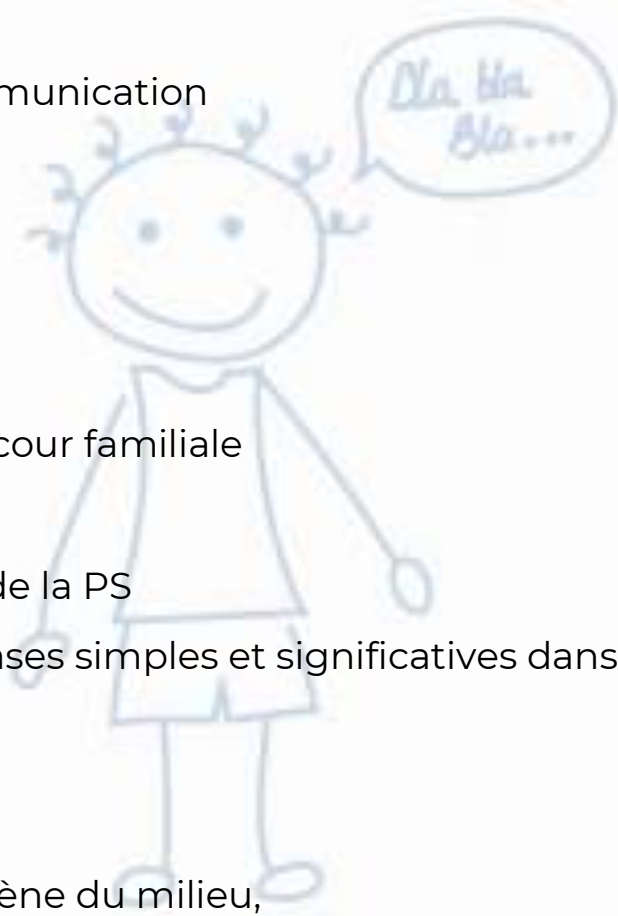 munication
Bla bla
Bla...
cour familiale
de la PS
ses simples et significatives dans
ène du milieu,